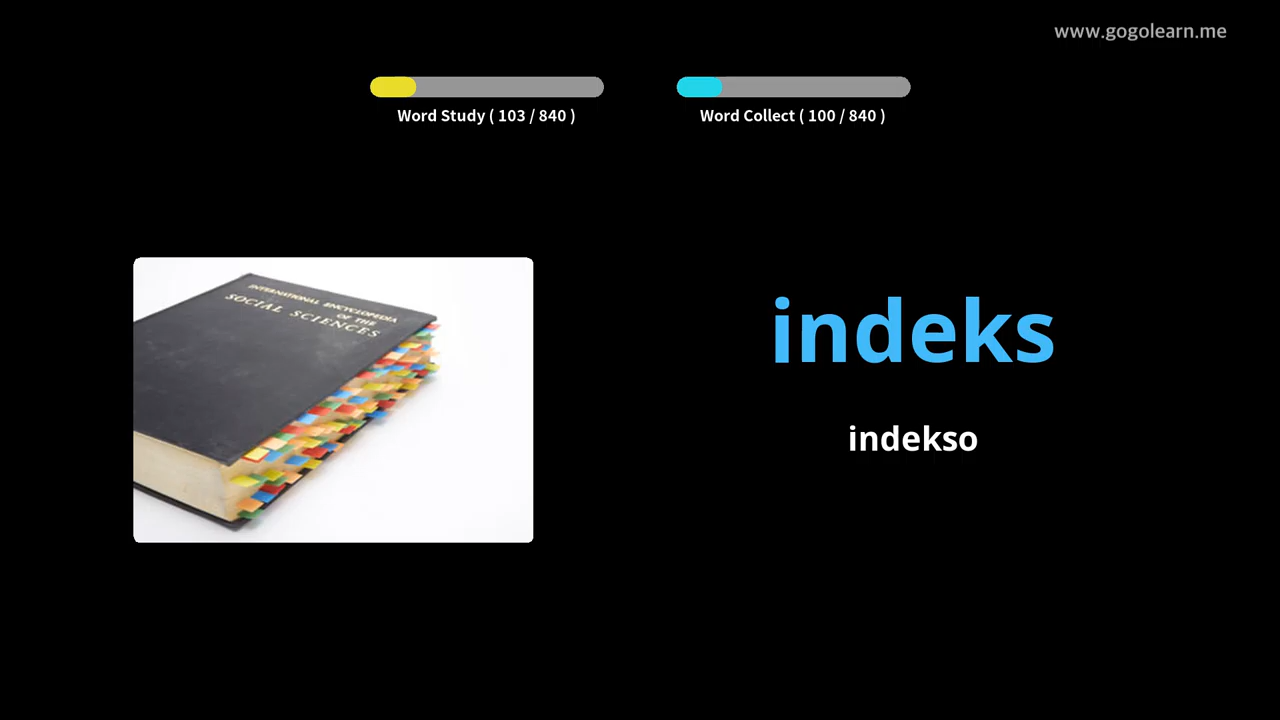 www.gogolearn.me
Word Study ( 103 / 840 )
Word Collect ( 100 / 840 )
INTERNATIONAL ENCYCLOPEDIA
OF THE
SOCIAL SCIENCES
indeks
indekso